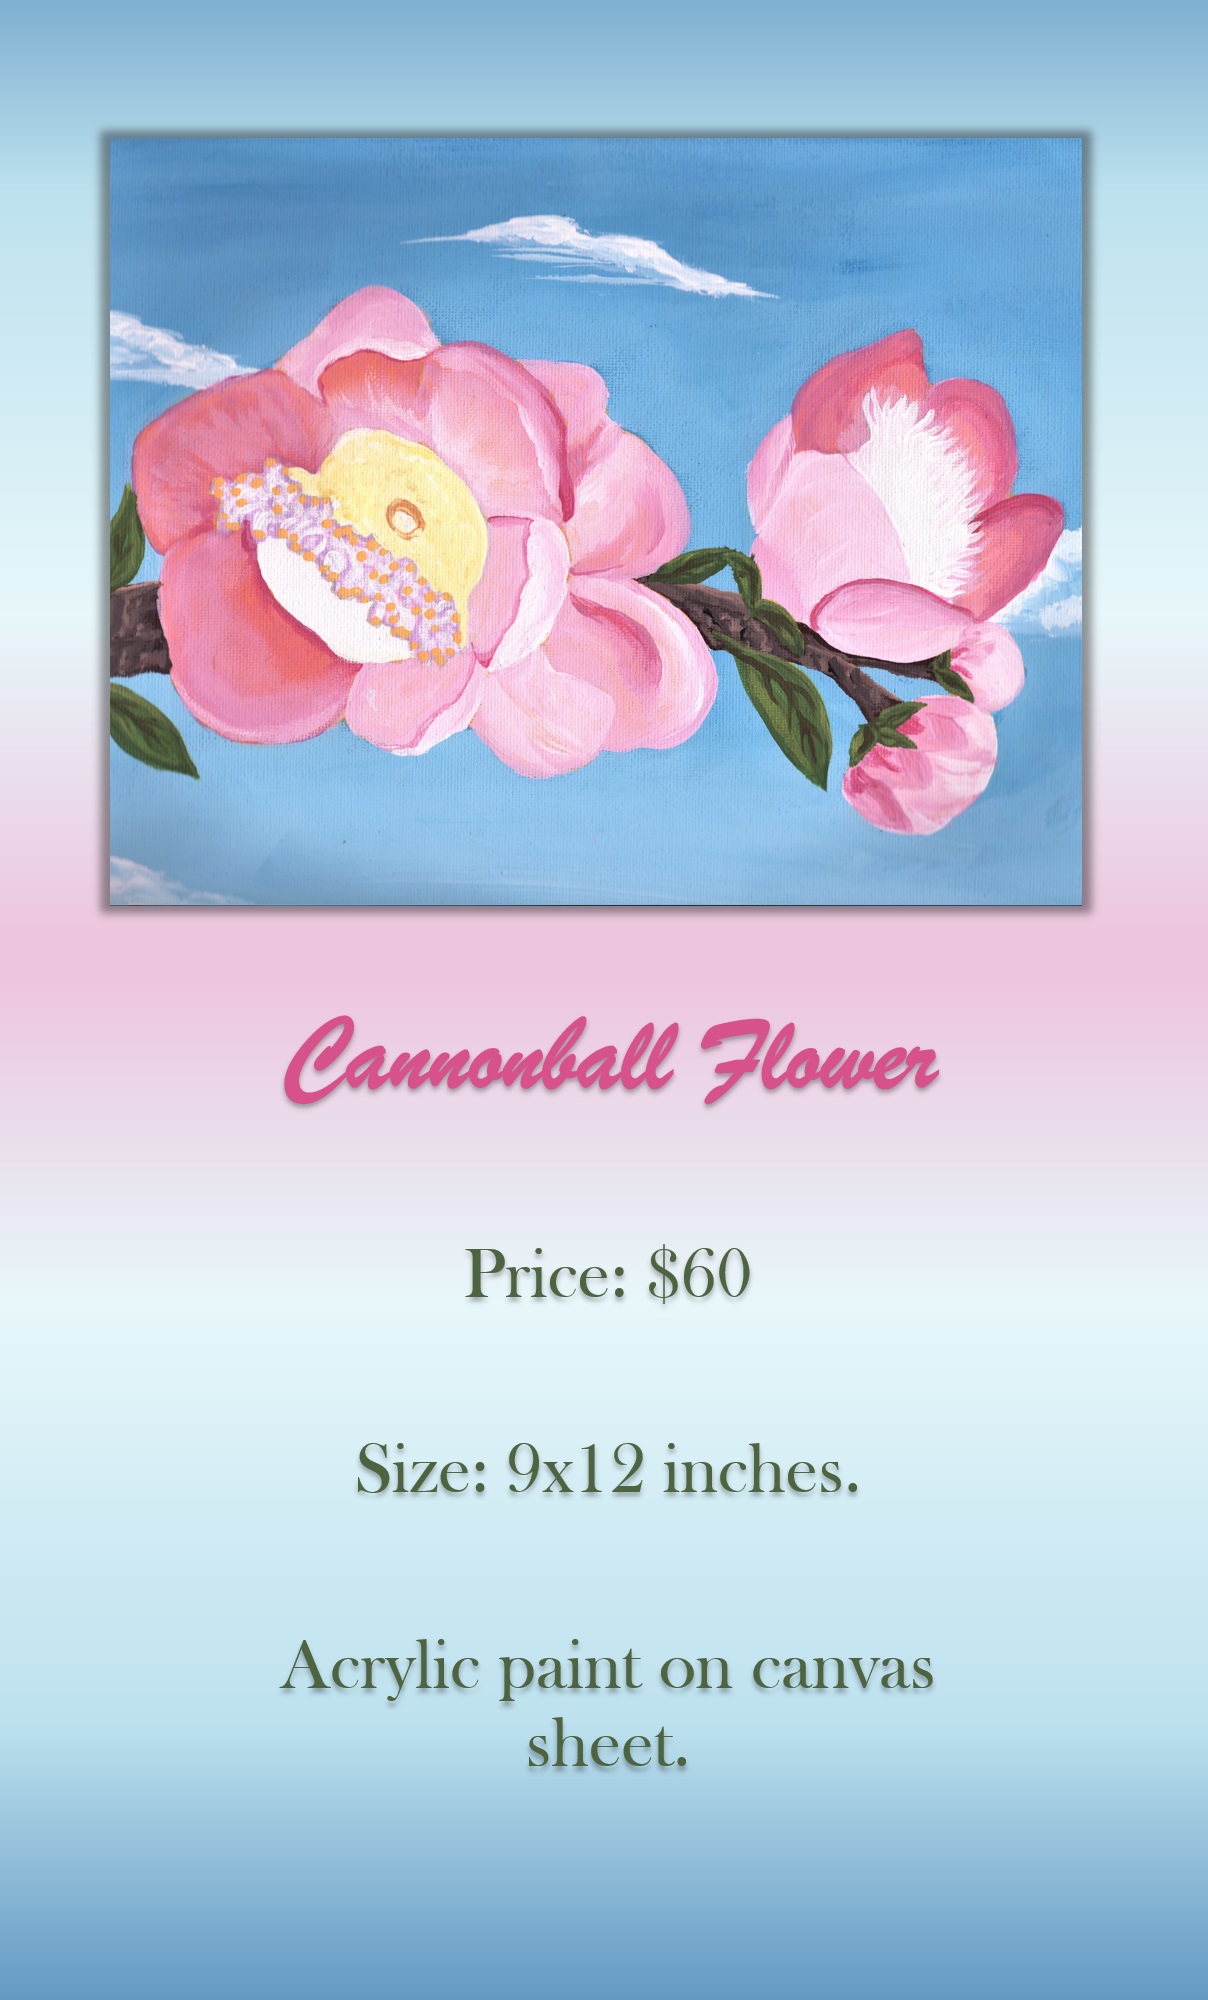 Cannonball Flower
Price: $60
Size: 9x12 inches.
Acrylic paint on canvas
sheet.